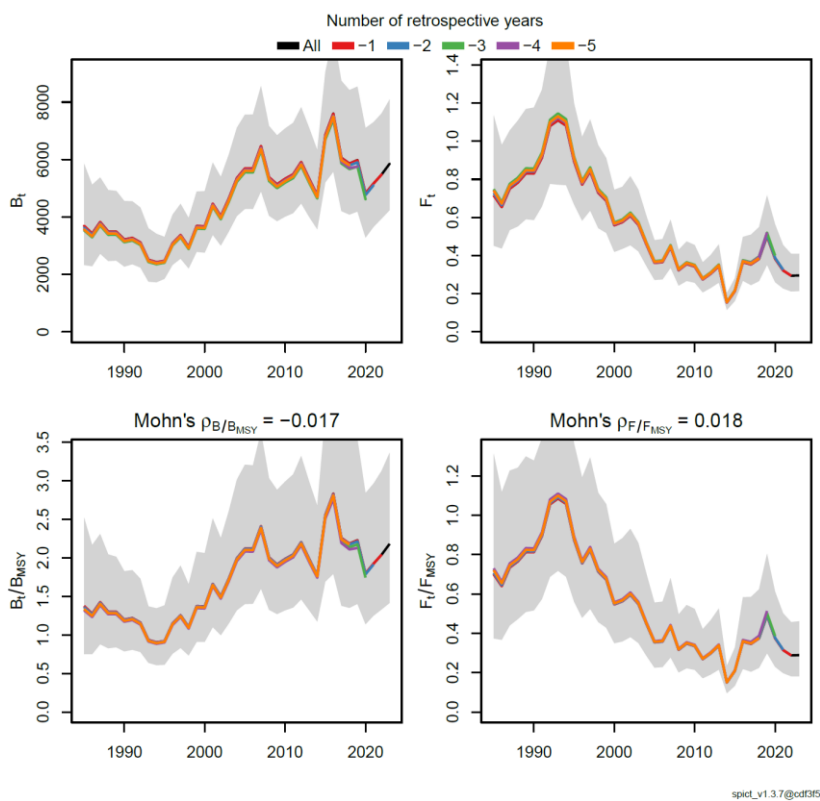 Number of retrospective years
All −1 −2 −3 −4 −5
Bt
0 2000 4000 6000 8000
1990 2000 2010 2020
Ft
0.0 0.2 0.4 0.6 0.8 1.0 1.2 1.4
1990 2000 2010 2020
Mohn's ρB/BMSY = −0.017
Bt/BMSY
0.0 0.5 1.0 1.5 2.0 2.5 3.0 3.5
1990 2000 2010 2020
Mohn's ρF/FMSY = 0.018
Ft/FMSY
0.0 0.2 0.4 0.6 0.8 1.0 1.2
1990 2000 2010 2020
spict_v1.3.7@cdf3f5